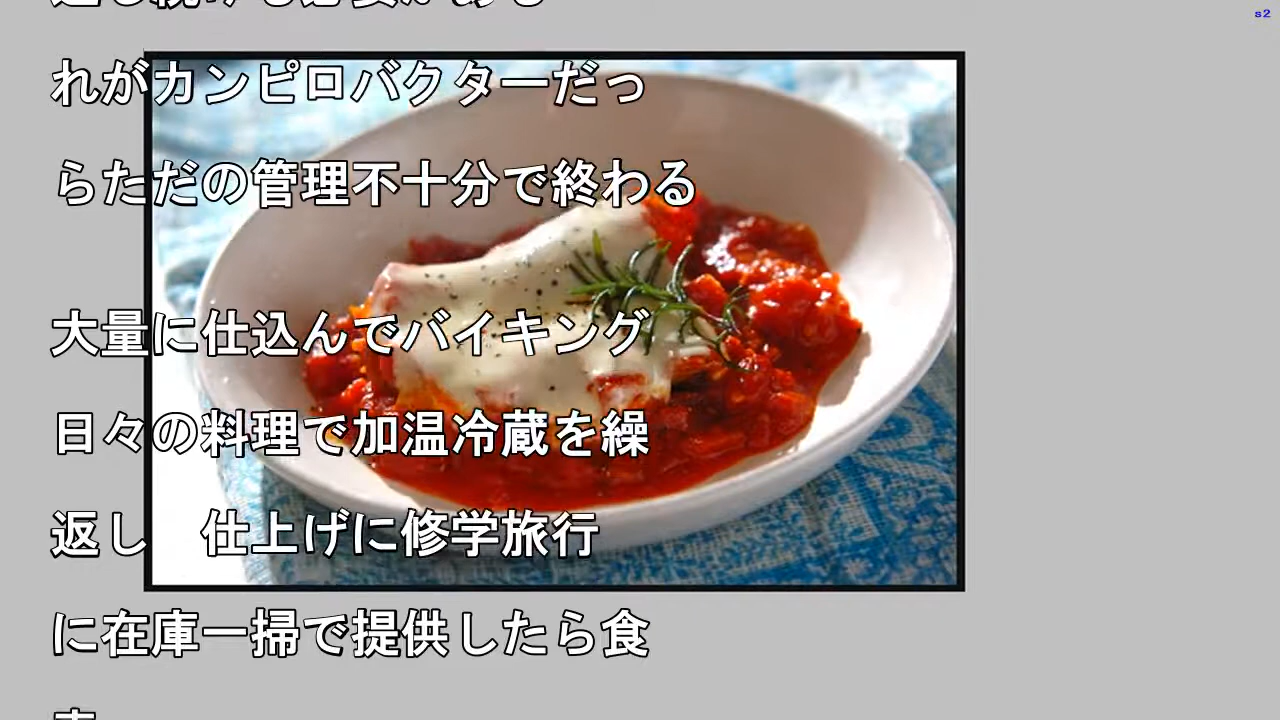 s2
れがカンピロバクターだっ
らただの管理不十分で終わる
大量に仕込んでバイキング
日々の料理で加温冷蔵を繰
返し　仕上げに修学旅行
に在庫一掃で提供したら食